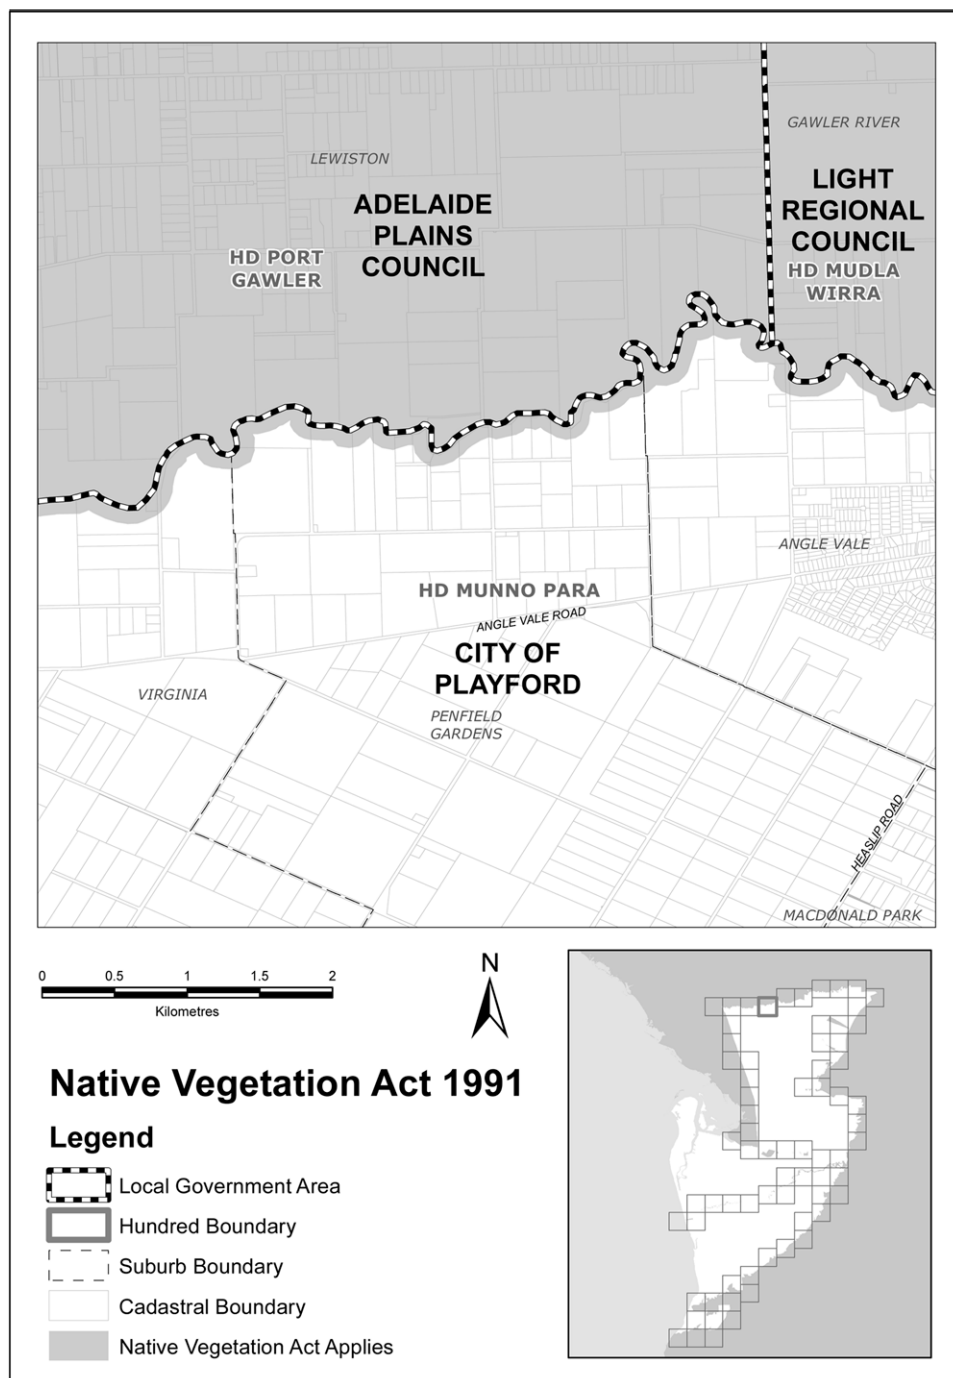 GAWLER RIVER
LEWISTON
ADELAIDE
PLAINS
COUNCIL
LIGHT
REGIONAL
COUNCIL
HD PORT
GAWLER
HD MUDLA
WIRRA
ANGLE VALE
HD MUNNO PARA
ANGLE VALE ROAD
CITY OF
PLAYFORD
VIRGINIA
PENFIELD
GARDENS
HEASLIP ROAD
MACDONALD PARK
0 0.5 1 1.5 2
Kilometres
N
Native Vegetation Act 1991
Legend
Local Government Area
Hundred Boundary
Suburb Boundary
Cadastral Boundary
Native Vegetation Act Applies